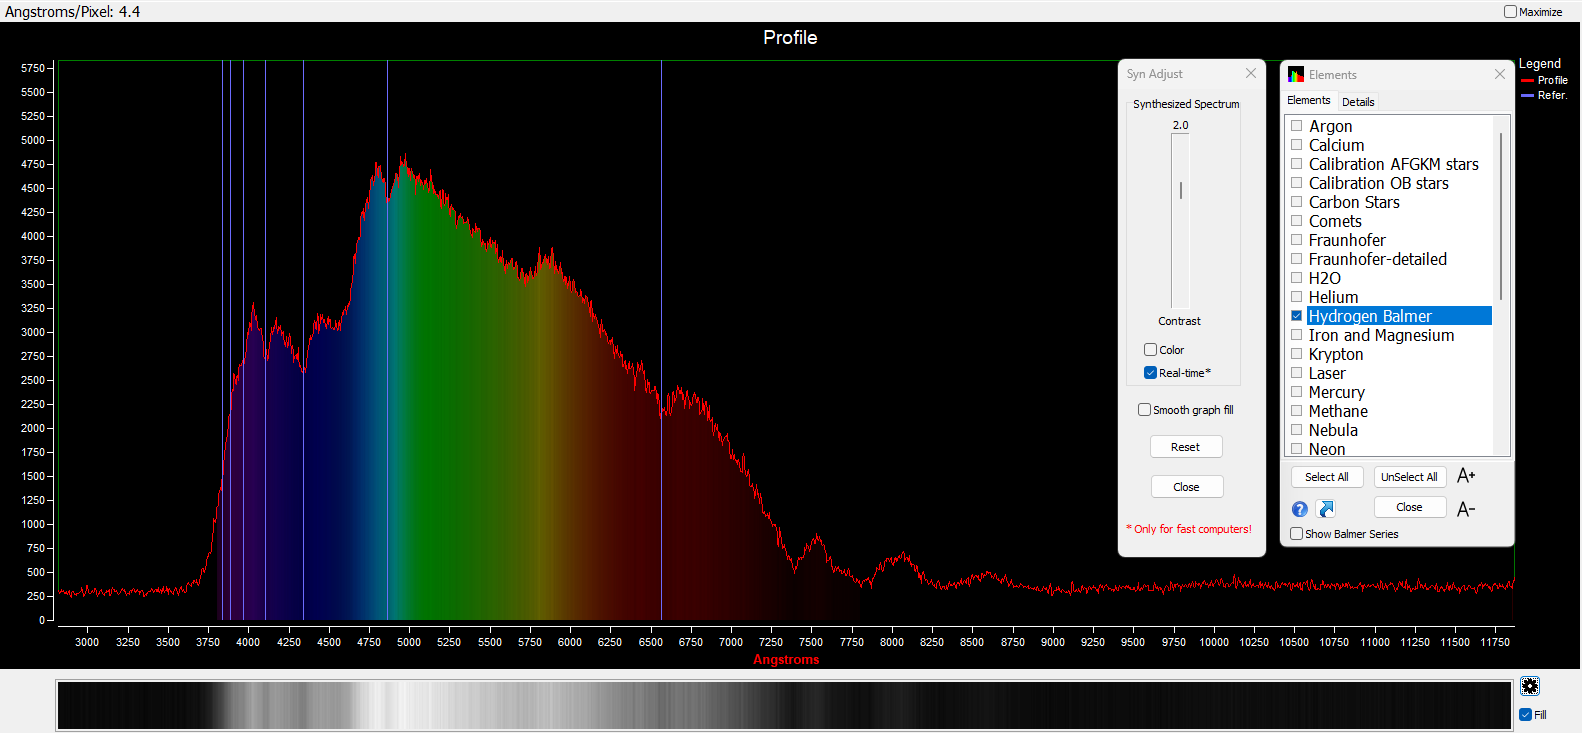 Angstroms/Pixel: 4.4
Maximize
Profile
5750
5500
5250
5000
4750
4500
4250
4000
3750
3500
3250
3000
2750
2500
2250
2000
1750
1500
1250
1000
750
500
250
0
3000 3250 3500 3750 4000 4250 4500 4750 5000 5250 5500 5750 6000 6250 6500 6750 7000 7250 7500 7750 8000 8250 8500 8750 9000 9250 9500 9750 10000 10250 10500 10750 11000 11250 11500 11750
Angstroms
Syn Adjust
Synthesized Spectrum
2.0
Contrast
Color
Real-time*
Smooth graph fill
Reset
Close
* Only for fast computers!
Elements
Elements Details
Argon
Calcium
Calibration AFGKM stars
Calibration OB stars
Carbon Stars
Comets
Fraunhofer
Fraunhofer-detailed
H2O
Helium
Hydrogen Balmer
Iron and Magnesium
Krypton
Laser
Mercury
Methane
Nebula
Neon
Select All UnSelect All A+
? Close A-
Show Balmer Series
Legend
Profile
Refer.
Fill